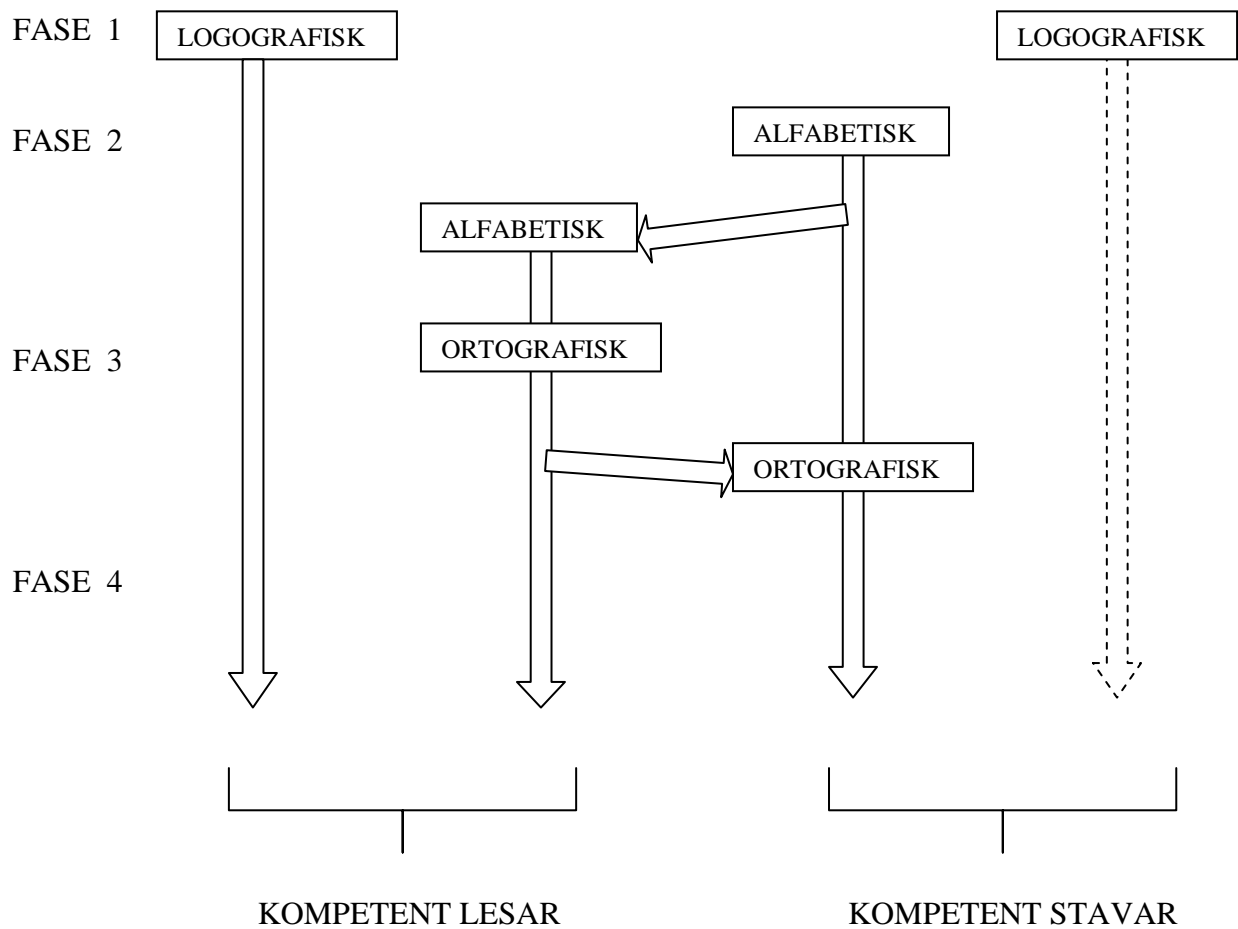 FASE 1
LOGOGRAFISK
LOGOGRAFISK
FASE 2
ALFABETISK
ALFABETISK
FASE 3
ORTOGRAFISK
ORTOGRAFISK
FASE 4
KOMPETENT LESAR
KOMPETENT STAVAR